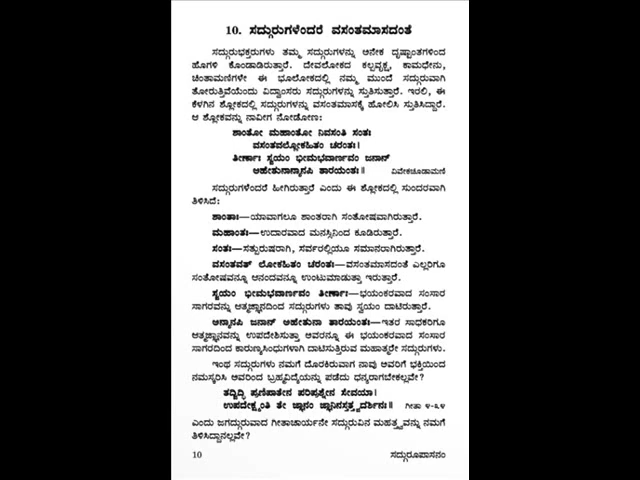 10. ಸದ್ಗುರುಗಳೆಂದರೆ ವಸಂತಮಾಸದಂತೆ
ಸದ್ಗುರುಭಕ್ತರುಗಳು ತಮ್ಮ ಸದ್ಗುರುಗಳನ್ನು ಅನೇಕ ದೃಷ್ಟಾಂತಗಳಿಂದ
ಹೊಗಳಿ ಕೊಂಡಾಡಿರುತ್ತಾರೆ. ದೇವಲೋಕದ ಕಲ್ಪವೃಕ್ಷ, ಕಾಮಧೇನು,
ಚಿಂತಾಮಣಿಗಳೇ ಈ ಭೂಲೋಕದಲ್ಲಿ ನಮ್ಮ ಮುಂದೆ ಸದ್ಗುರುವಾಗಿ
ತೋರುತ್ತಿವೆಯೆಂದು ವಿದ್ವಾಂಸರು ಸದ್ಗುರುಗಳನ್ನು ಸ್ತುತಿಸುತ್ತಾರೆ. ಇರಲಿ, ಈ
ಕೆಳಗಿನ ಶ್ಲೋಕದಲ್ಲಿ ಸದ್ಗುರುಗಳನ್ನು ವಸಂತಮಾಸಕ್ಕೆ ಹೋಲಿಸಿ ಸ್ತುತಿಸಿದ್ದಾರೆ.
ಆ ಶ್ಲೋಕವನ್ನು ನಾವೀಗ ನೋಡೋಣ:
ಶಾಂತೋ ಮಹಾಂತೋ ನಿವಸಂತಿ ಸಂತಃ
ವಸಂತವಲ್ಲೋಕಹಿತಂ ಚರಂತಃ।
ತೀರ್ಣಾಃ ಸ್ವಯಂ ಭೀಮಭವಾರ್ಣವಂ ಜನಾನ್
ಅಹೇತುನಾನ್ಯಾನಪಿ ತಾರಯಂತಃ॥ ವಿವೇಕಚೂಡಾಮಣಿ
ಸದ್ಗುರುಗಳೆಂದರೆ ಹೀಗಿರುತ್ತಾರೆ ಎಂದು ಈ ಶ್ಲೋಕದಲ್ಲಿ ಸುಂದರವಾಗಿ
ತಿಳಿಸಿದೆ:
ಶಾಂತಾಃ—ಯಾವಾಗಲೂ ಶಾಂತರಾಗಿ ಸಂತೋಷವಾಗಿರುತ್ತಾರೆ.
ಮಹಾಂತಃ—ಉದಾರವಾದ ಮನಸ್ಸಿನಿಂದ ಕೂಡಿರುತ್ತಾರೆ.
ಸಂತಃ—ಸತ್ಪುರುಷರಾಗಿ, ಸರ್ವರಲ್ಲಿಯೂ ಸಮಾನರಾಗಿರುತ್ತಾರೆ.
ವಸಂತವತ್ ಲೋಕಹಿತಂ ಚರಂತಃ—ವಸಂತಮಾಸದಂತೆ ಎಲ್ಲರಿಗೂ
ಸಂತೋಷವನ್ನೂ ಆನಂದವನ್ನೂ ಉಂಟುಮಾಡುತ್ತಾ ಇರುತ್ತಾರೆ.
ಸ್ವಯಂ ಭೀಮಭವಾರ್ಣವಂ ತೀರ್ಣಾಃ—ಭಯಂಕರವಾದ ಸಂಸಾರ
ಸಾಗರವನ್ನು ಆತ್ಮಜ್ಞಾನದಿಂದ ಸದ್ಗುರುಗಳು ತಾವು ಸ್ವಯಂ ದಾಟಿರುತ್ತಾರೆ.
ಅನ್ಯಾನಪಿ ಜನಾನ್ ಅಹೇತುನಾ ತಾರಯಂತಃ—ಇತರ ಸಾಧಕರಿಗೂ
ಆತ್ಮಜ್ಞಾನವನ್ನು ಉಪದೇಶಿಸುತ್ತಾ ಅವರನ್ನೂ ಈ ಭಯಂಕರವಾದ ಸಂಸಾರ
ಸಾಗರದಿಂದ ಕಾರುಣ್ಯಸಿಂಧುಗಳಾಗಿ ದಾಟಿಸುತ್ತಿರುವ ಮಹಾತ್ಮರೇ ಸದ್ಗುರುಗಳು.
ಇಂಥ ಸದ್ಗುರುಗಳು ನಮಗೆ ದೊರಕಿರುವಾಗ ನಾವು ಅವರಿಗೆ ಭಕ್ತಿಯಿಂದ
ನಮಸ್ಕರಿಸಿ ಅವರಿಂದ ಬ್ರಹ್ಮವಿದ್ಯೆಯನ್ನು ಪಡೆದು ಧನ್ಯರಾಗಬೇಕಲ್ಲವೇ?
ತದ್ವಿದ್ಧಿ ಪ್ರಣಿಪಾತೇನ ಪರಿಪ್ರಶ್ನೇನ ಸೇವಯಾ।
ಉಪದೇಕ್ಷ್ಯಂತಿ ತೇ ಜ್ಞಾನಂ ಜ್ಞಾನಿನಸ್ತತ್ತ್ವದರ್ಶಿನಃ॥ ಗೀತಾ ೪-೩೪
ಎಂದು ಜಗದ್ಗುರುವಾದ ಗೀತಾಚಾರ್ಯನೇ ಸದ್ಗುರುವಿನ ಮಹತ್ತ್ವವನ್ನು ನಮಗೆ
ತಿಳಿಸಿದ್ದಾನಲ್ಲವೇ?
10 ಸದ್ಗುರೂಪಾಸನಂ